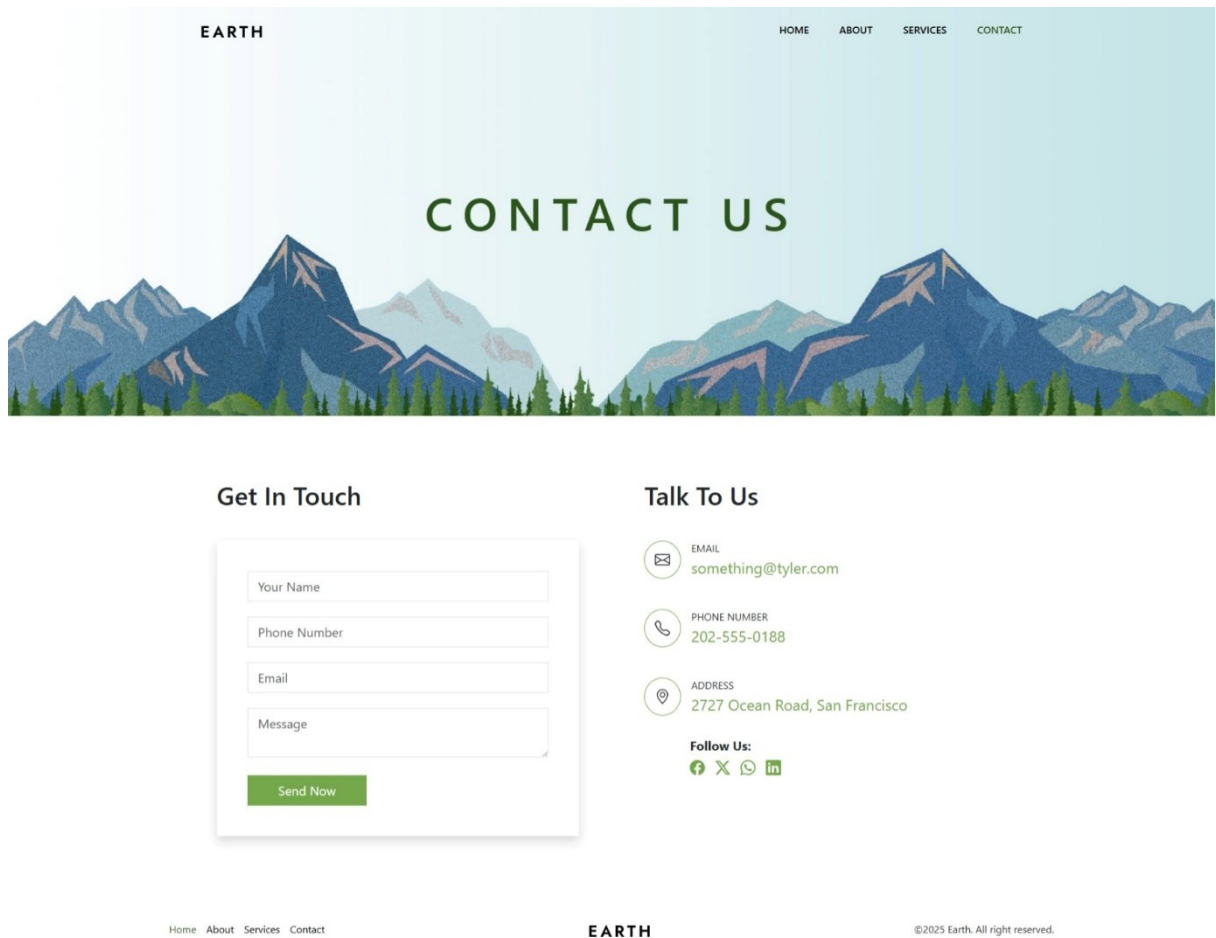 EARTH
HOME ABOUT SERVICES CONTACT
CONTACT US
Get In Touch
Your Name
Phone Number
Email
Message
Send Now
Talk To Us
EMAIL
something@tyler.com
PHONE NUMBER
202-555-0188
ADDRESS
2727 Ocean Road, San Francisco
Follow Us:
Home About Services Contact
EARTH
©2025 Earth. All right reserved.